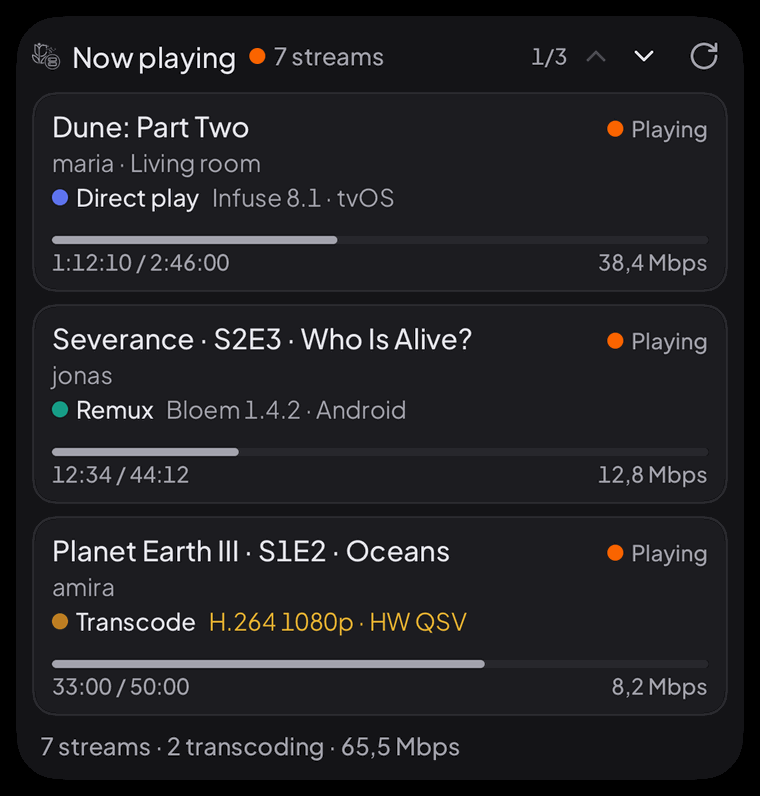 Now playing 7 streams 1/3
Dune: Part Two Playing
maria · Living room
Direct play Infuse 8.1 · tvOS
1:12:10 / 2:46:00 38,4 Mbps
Severance · S2E3 · Who Is Alive? Playing
jonas
Remux Bloem 1.4.2 · Android
12:34 / 44:12 12,8 Mbps
Planet Earth III · S1E2 · Oceans Playing
amira
Transcode H.264 1080p · HW QSV
33:00 / 50:00 8,2 Mbps
7 streams · 2 transcoding · 65,5 Mbps